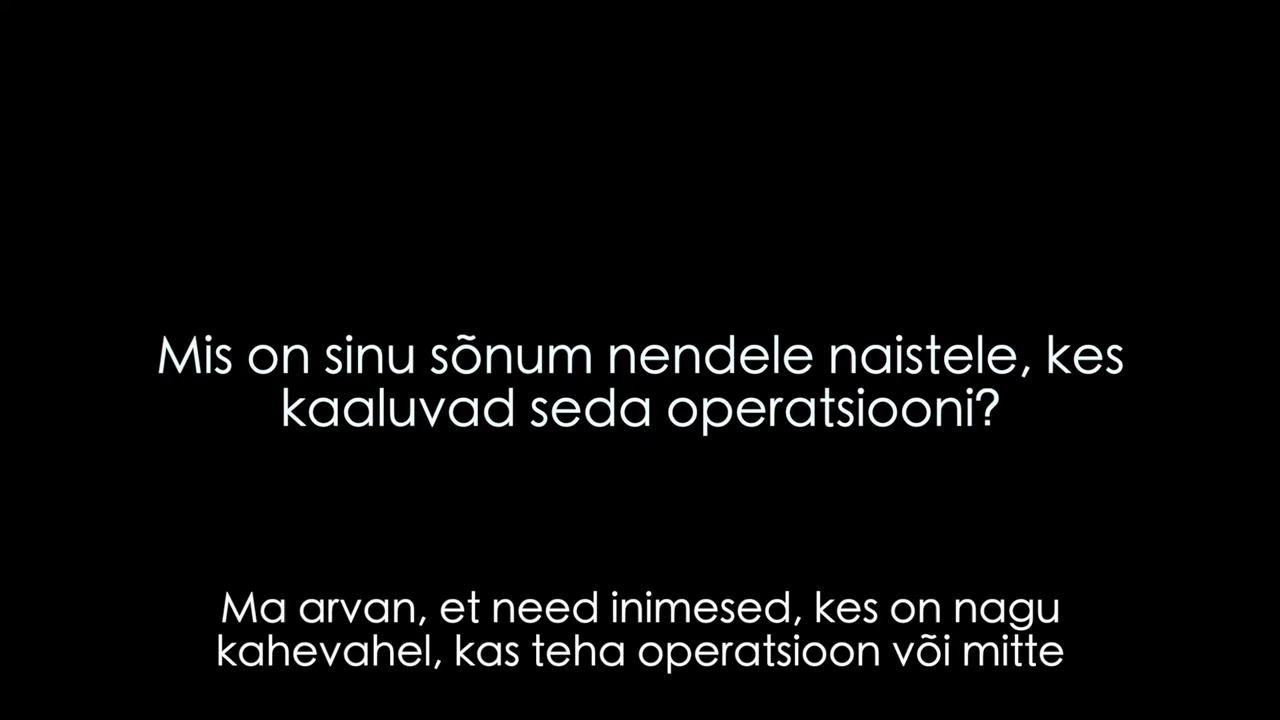 Mis on sinu sõnum nendele naistele, kes
kaaluvad seda operatsiooni?
Ma arvan, et need inimesed, kes on nagu
kahevahel, kas teha operatsioon või mitte